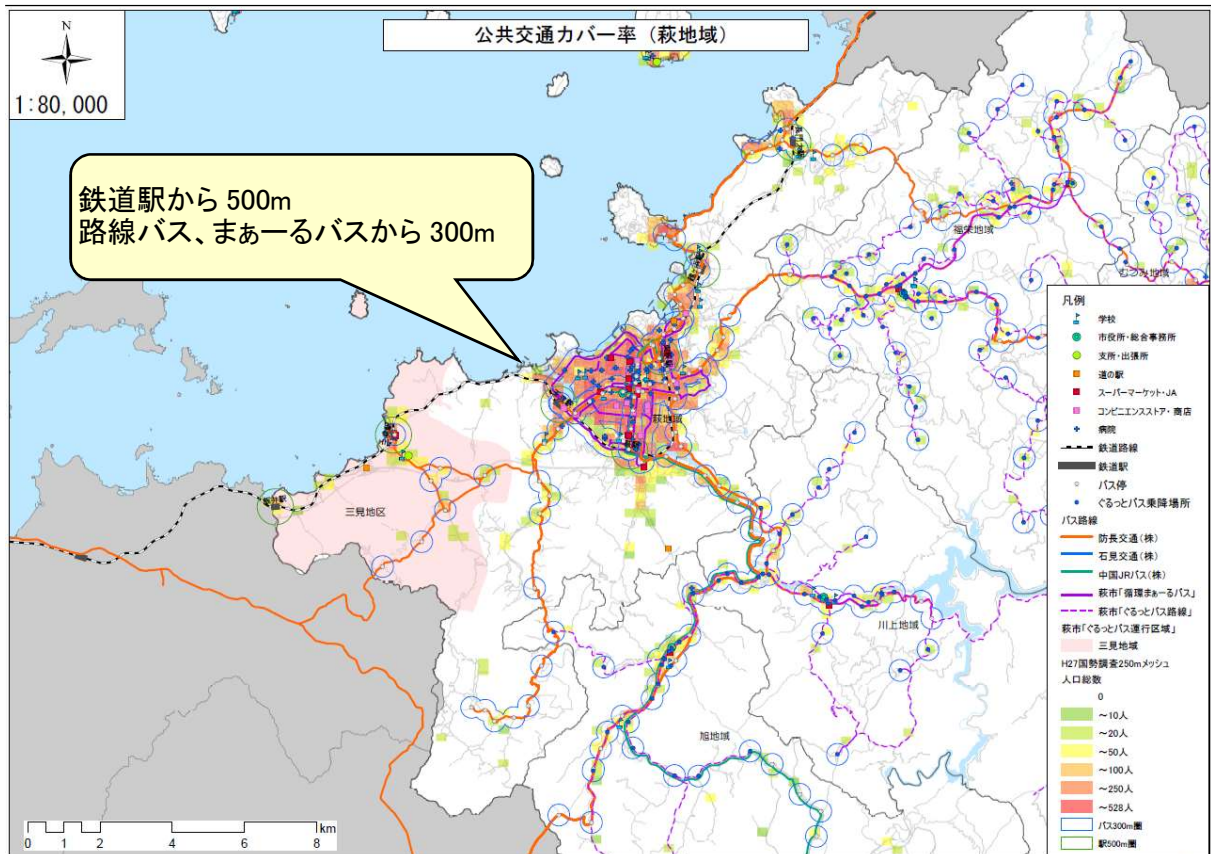 公共交通カバー率（萩地域）
N
1:80,000
鉄道駅から 500m
路線バス、まぁーるバスから 300m
福栄地域
むつみ地域
萩地域
三見地区
川上地域
旭地域
凡例
学校
市役所・総合事務所
支所・出張所
道の駅
スーパーマーケット・JA
コンビニエンスストア・商店
病院
鉄道路線
鉄道駅
バス停
ぐるっとバス乗降場所
バス路線
防長交通(株)
石見交通(株)
中国JRバス(株)
萩市「循環まぁーるバス」
萩市「ぐるっとバス路線」
萩市「ぐるっとバス運行区域」
三見地域
H27国勢調査250mメッシュ
人口総数
0
～10人
～20人
～50人
～100人
～250人
～528人
バス300m圏
駅500m圏
km
0 1 2 4 6 8